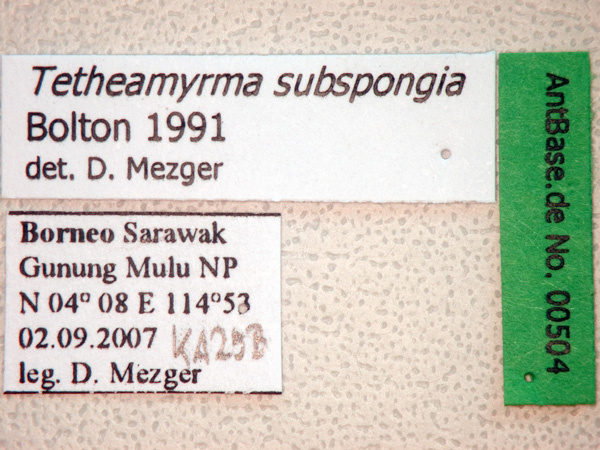 Tetheamyrma subspongia
Bolton 1991
det. D. Mezger
Borneo Sarawak
Gunung Mulu NP
N 04° 08 E 114°53
02.09.2007 KA29B
leg. D. Mezger
AntBase.de No. 00504